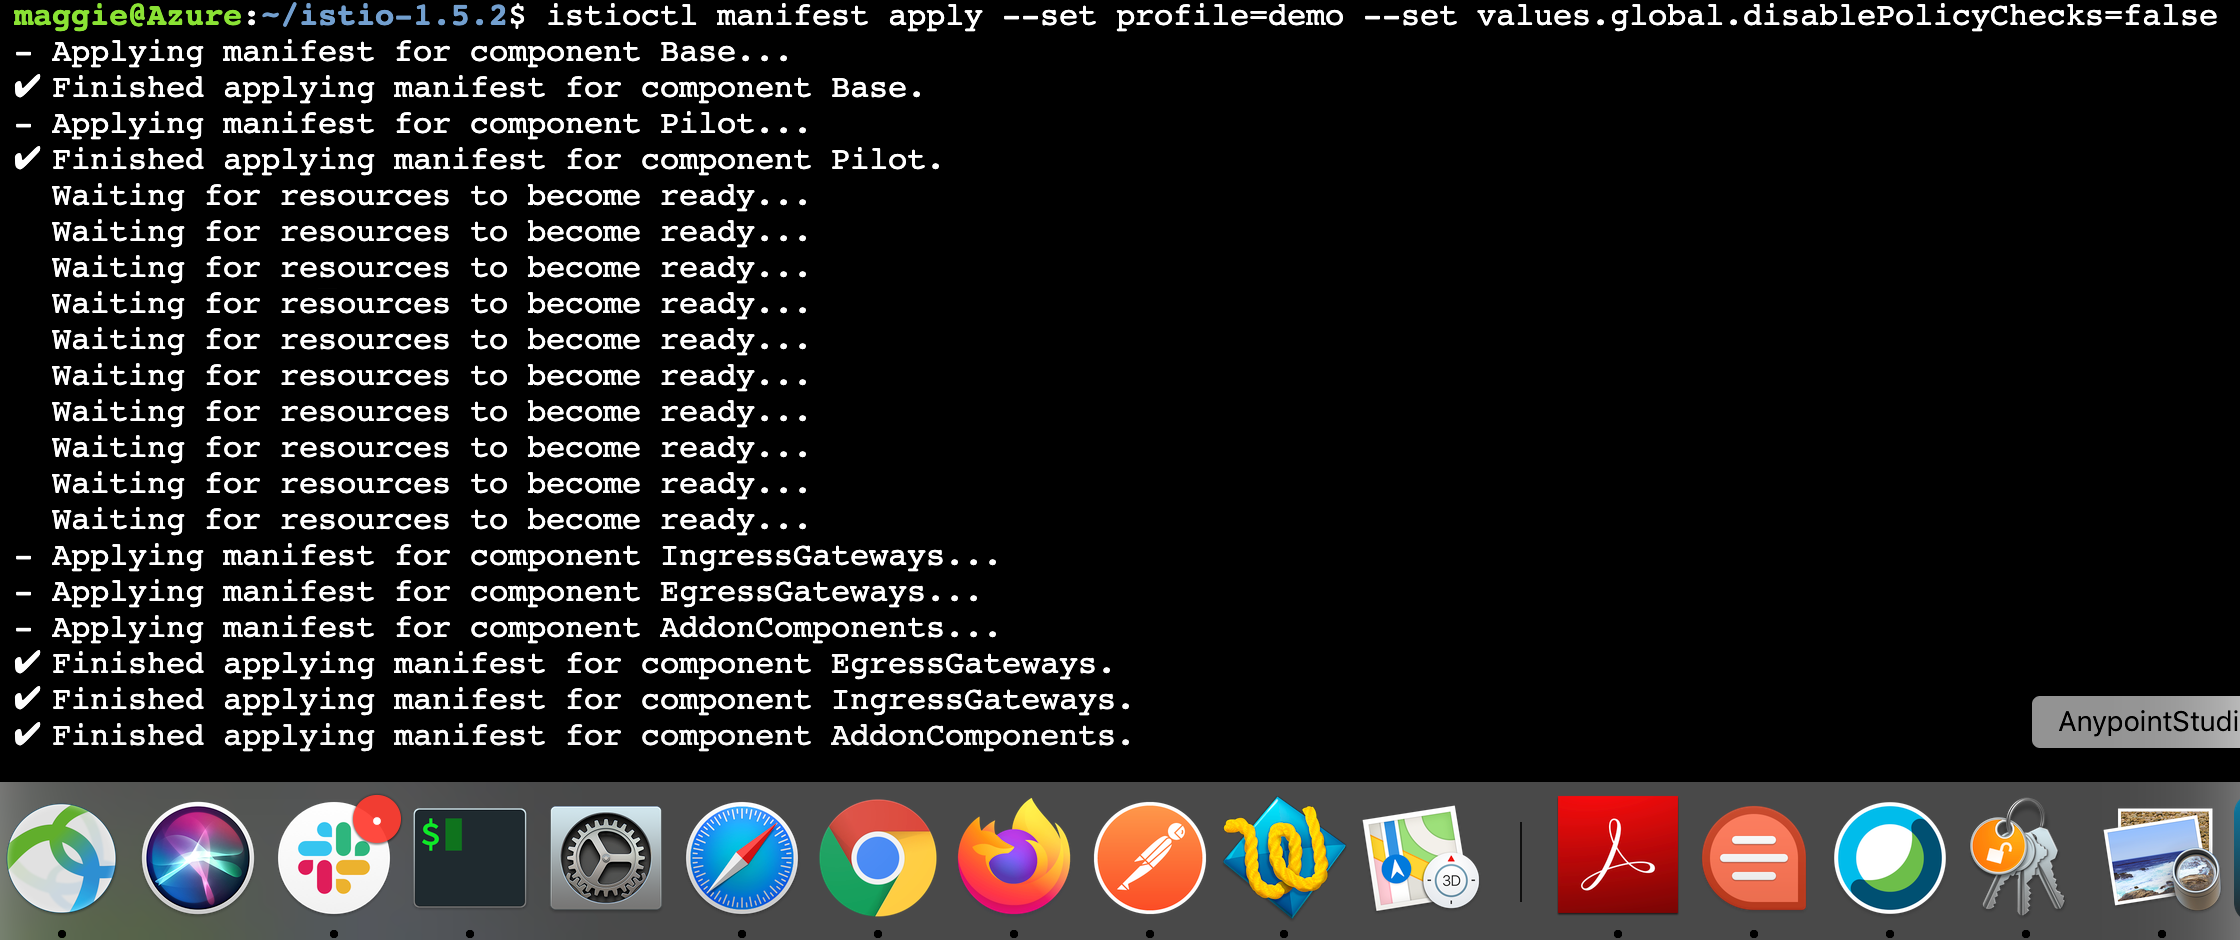 maggie@Azure:~/istio-1.5.2$ istioctl manifest apply --set profile=demo --set values.global.disablePolicyChecks=false
- Applying manifest for component Base...
✔ Finished applying manifest for component Base.
- Applying manifest for component Pilot...
✔ Finished applying manifest for component Pilot.
Waiting for resources to become ready...
Waiting for resources to become ready...
Waiting for resources to become ready...
Waiting for resources to become ready...
Waiting for resources to become ready...
Waiting for resources to become ready...
Waiting for resources to become ready...
Waiting for resources to become ready...
Waiting for resources to become ready...
Waiting for resources to become ready...
- Applying manifest for component IngressGateways...
- Applying manifest for component EgressGateways...
- Applying manifest for component AddonComponents...
✔ Finished applying manifest for component EgressGateways.
✔ Finished applying manifest for component IngressGateways.
✔ Finished applying manifest for component AddonComponents.
AnypointStudi
$
3D